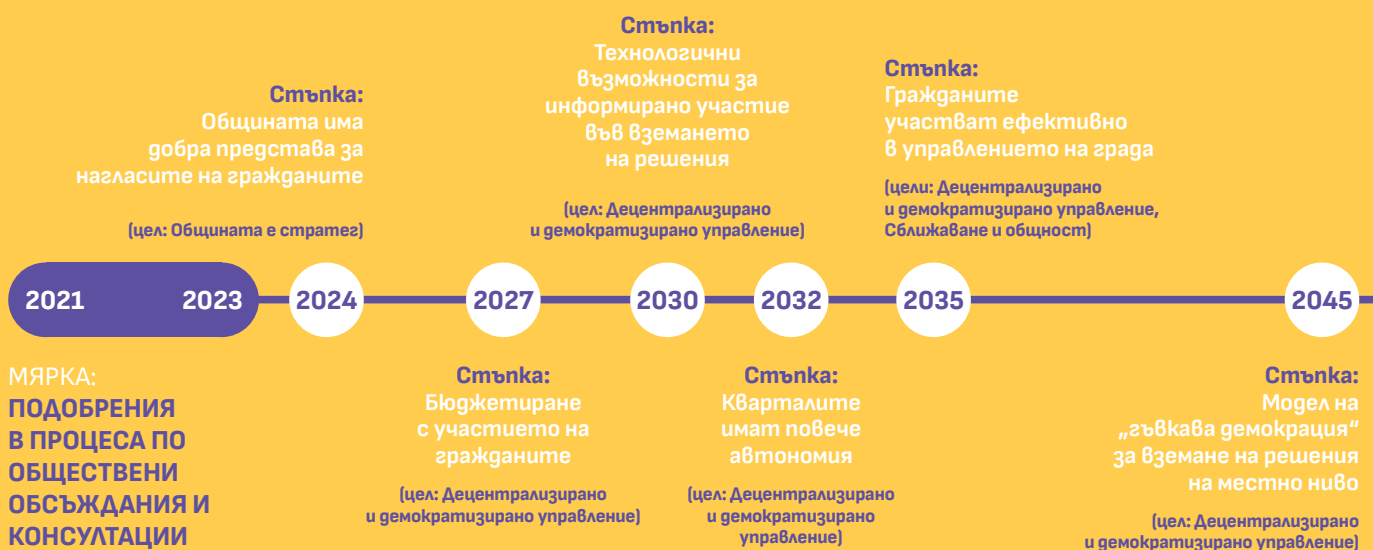 Стъпка:
Общината има
добра представа за
нагласите на гражданите
(цел: Общината е стратег)
Стъпка:
Технологични
възможности за
информирано участие
във вземането
на решения
(цел: Децентрализирано
и демократизирано управление)
Стъпка:
Гражданите
участват ефективно
в управлението на града
(цели: Децентрализирано
и демократизирано управление,
Сближаване и общност)
2021 2023 2024 2027 2030 2032 2035 2045
МЯРКА:
ПОДОБРЕНИЯ
В ПРОЦЕСА ПО
ОБЩЕСТВЕНИ
ОБСЪЖДАНИЯ И
КОНСУЛТАЦИИ
Стъпка:
Бюджетиране
с участието на
гражданите
(цел: Децентрализирано
и демократизирано управление)
Стъпка:
Кварталите
имат повече
автономия
(цел: Децентрализирано
и демократизирано
управление)
Стъпка:
Модел на
„гъвкава демокрация“
за вземане на решения
на местно ниво
(цел: Децентрализирано
и демократизирано управление)